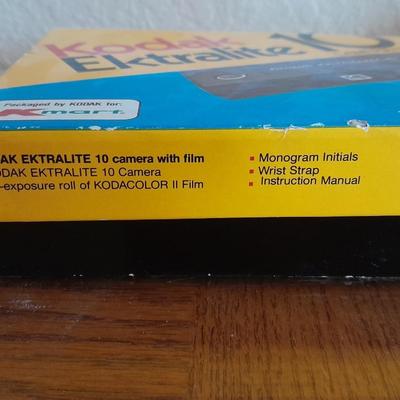 Kodak
Ektralite 10
Packaged by KODAK for:
Kmart
AK EKTRALITE 10 camera with film
ODAK EKTRALITE 10 Camera
-exposure roll of KODACOLOR II Film
▪ Monogram Initials
▪ Wrist Strap
▪ Instruction Manual